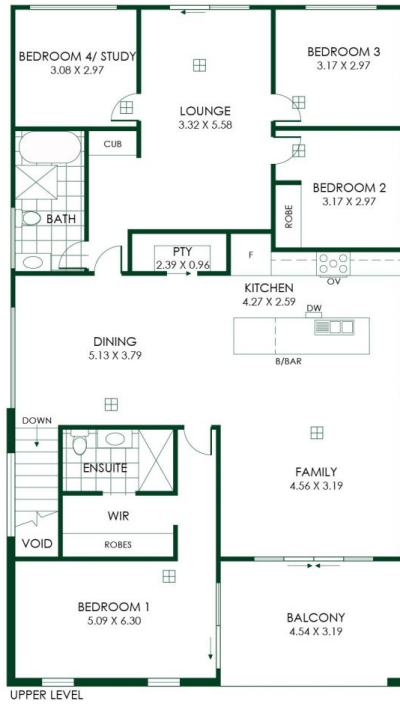 BEDROOM 4/ STUDY
3.08 X 2.97
LOUNGE
3.32 X 5.58
BEDROOM 3
3.17 X 2.97
CUB
BEDROOM 2
3.17 X 2.97
ROBE
BATH
PTY
2.39 X 0.96
F
OV
KITCHEN
4.27 X 2.59
DW
B/BAR
DINING
5.13 X 3.79
DOWN
ENSUITE
FAMILY
4.56 X 3.19
WIR
VOID
ROBES
BEDROOM 1
5.09 X 6.30
BALCONY
4.54 X 3.19
UPPER LEVEL